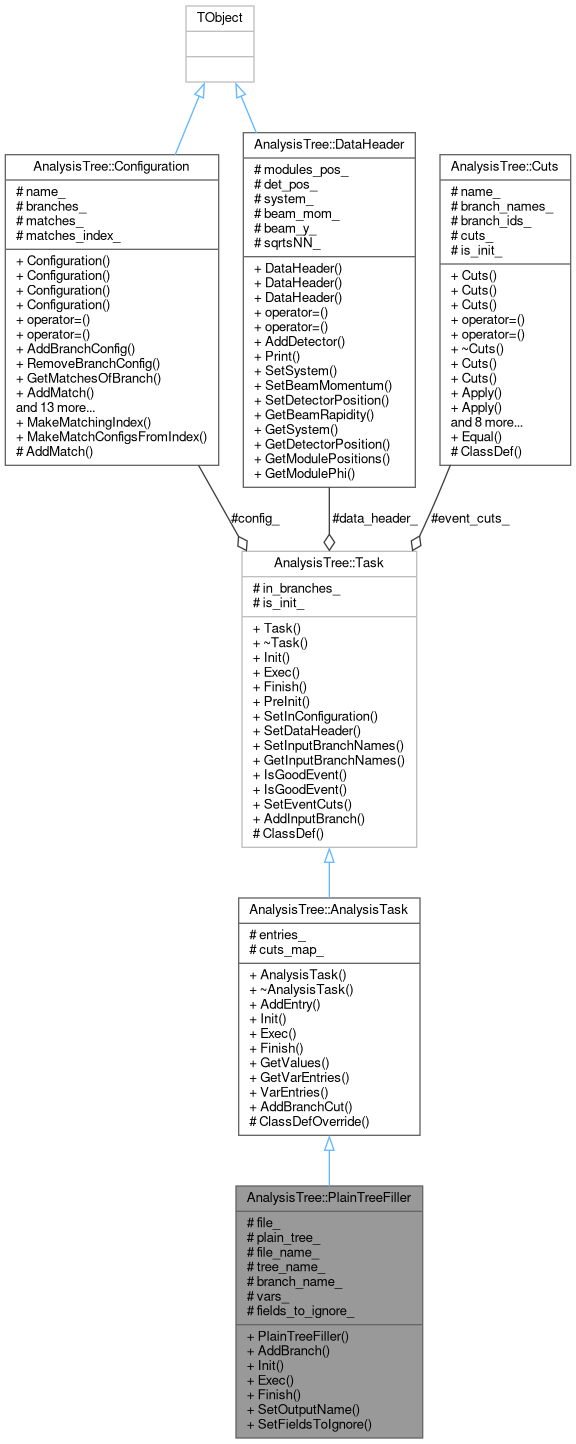 TObject
AnalysisTree::Configuration
# name_
# branches_
# matches_
# matches_index_
+ Configuration()
+ Configuration()
+ Configuration()
+ Configuration()
+ operator=()
+ operator=()
+ AddBranchConfig()
+ RemoveBranchConfig()
+ GetMatchesOfBranch()
+ AddMatch()
and 13 more...
+ MakeMatchingIndex()
+ MakeMatchConfigsFromIndex()
# AddMatch()
AnalysisTree::DataHeader
# modules_pos_
# det_pos_
# system_
# beam_mom_
# beam_y_
# sqrtsNN_
+ DataHeader()
+ DataHeader()
+ DataHeader()
+ operator=()
+ operator=()
+ AddDetector()
+ Print()
+ SetSystem()
+ SetBeamMomentum()
+ SetDetectorPosition()
+ GetBeamRapidity()
+ GetSystem()
+ GetDetectorPosition()
+ GetModulePositions()
+ GetModulePhi()
AnalysisTree::Cuts
# name_
# branch_names_
# branch_ids_
# cuts_
# is_init_
+ Cuts()
+ Cuts()
+ Cuts()
+ operator=()
+ operator=()
+ ~Cuts()
+ Cuts()
+ Cuts()
+ Apply()
+ Apply()
and 8 more...
+ Equal()
# ClassDef()
#config_
#data_header_
#event_cuts_
AnalysisTree::Task
# in_branches_
# is_init_
+ Task()
+ ~Task()
+ Init()
+ Exec()
+ Finish()
+ PreInit()
+ SetInConfiguration()
+ SetDataHeader()
+ SetInputBranchNames()
+ GetInputBranchNames()
+ IsGoodEvent()
+ IsGoodEvent()
+ SetEventCuts()
+ AddInputBranch()
# ClassDef()
AnalysisTree::AnalysisTask
# entries_
# cuts_map_
+ AnalysisTask()
+ ~AnalysisTask()
+ AddEntry()
+ Init()
+ Exec()
+ Finish()
+ GetValues()
+ GetVarEntries()
+ VarEntries()
+ AddBranchCut()
# ClassDefOverride()
AnalysisTree::PlainTreeFiller
# file_
# plain_tree_
# file_name_
# tree_name_
# branch_name_
# vars_
# fields_to_ignore_
+ PlainTreeFiller()
+ AddBranch()
+ Init()
+ Exec()
+ Finish()
+ SetOutputName()
+ SetFieldsToIgnore()